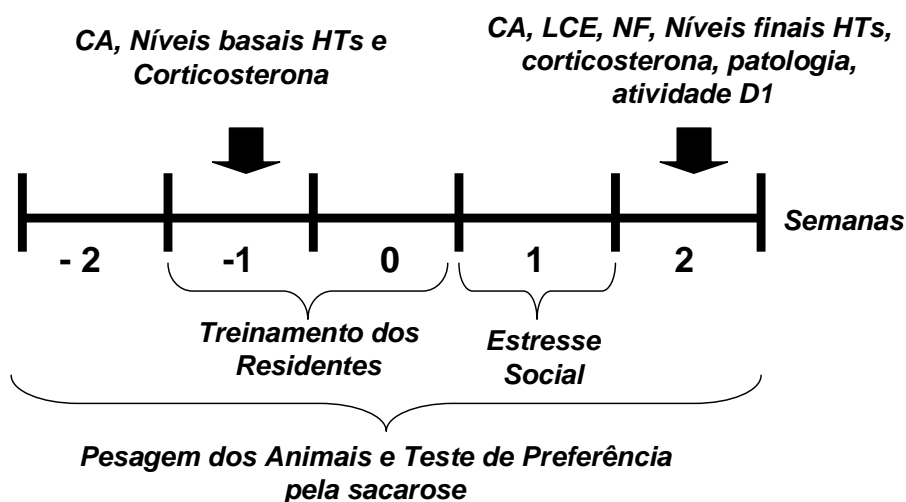 CA, Níveis basais HTs e
Corticosterona
CA, LCE, NF, Níveis finais HTs,
corticosterona, patologia,
atividade D1
Semanas
- 2
-1
0
1
2
Treinamento dos
Residentes
Estresse
Social
Pesagem dos Animais e Teste de Preferência
pela sacarose